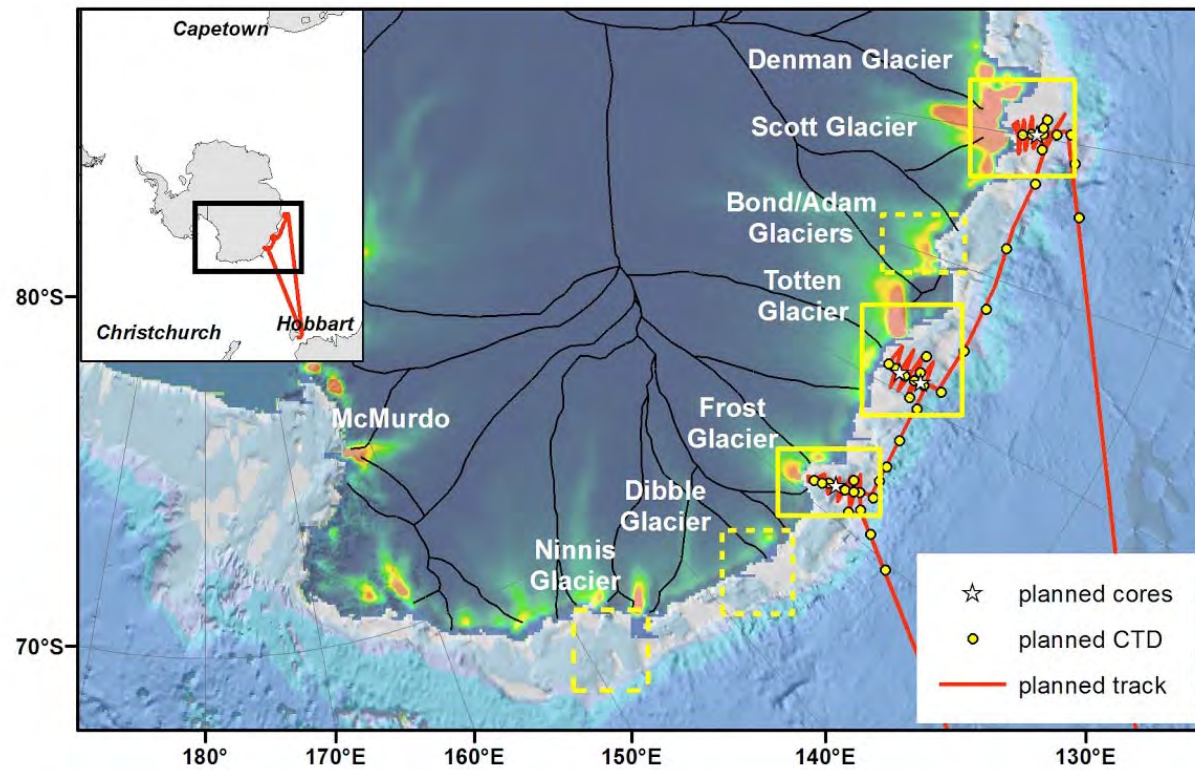 Capetown
Christchurch
Hobbart
Denman Glacier
Scott Glacier
Bond/Adam
Glaciers
Totten
Glacier
80°S
McMurdo
Frost
Glacier
Dibble
Glacier
Ninnis
Glacier
70°S
planned cores
planned CTD
planned track
180°
170°E
160°E
150°E
140°E
130°E